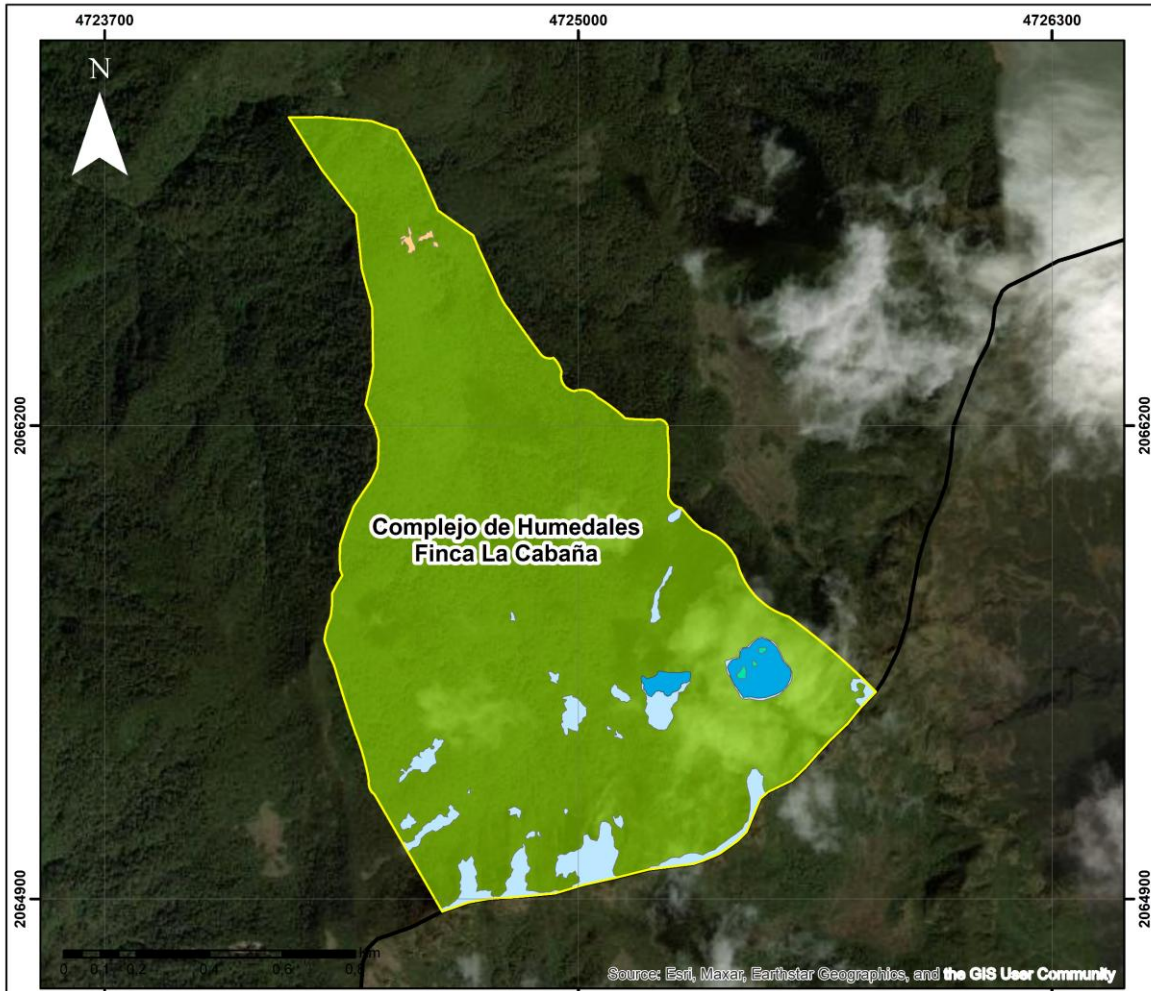 4723700 4725000 4726300
N
2066200 2066200
Complejo de Humedales
Finca La Cabaña
2064900 2064900
0 0.1 0.2 0.4 0.6 0.8 Km
Source: Esri, Maxar, Earthstar Geographics, and the GIS User Community